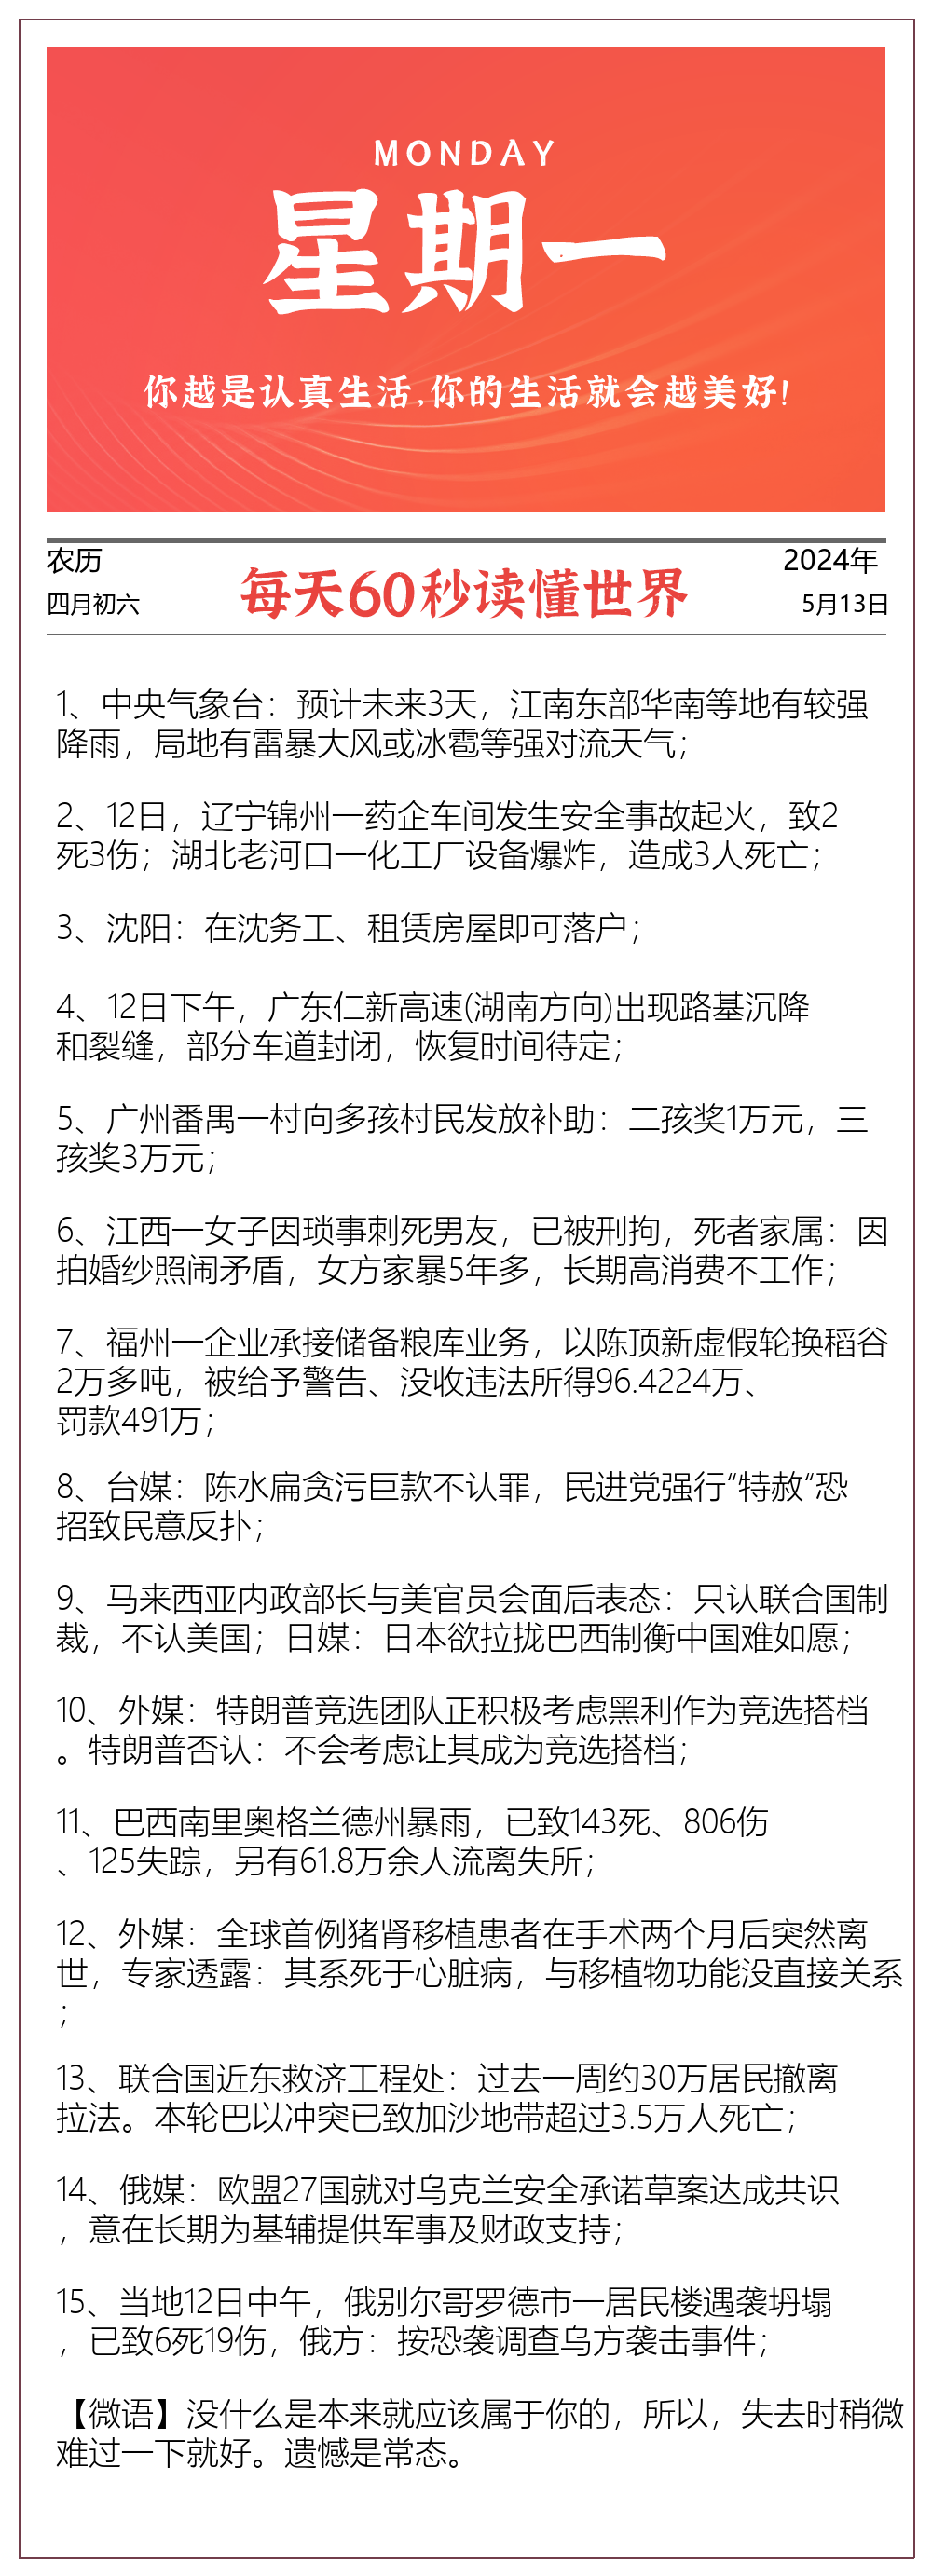 MONDAY
星期一
你越是认真生活,你的生活就会越美好!
农历
四月初六
每天60秒读懂世界
2024年
5月13日
1、中央气象台：预计未来3天，江南东部华南等地有较强
降雨，局地有雷暴大风或冰雹等强对流天气；
2、12日，辽宁锦州一药企车间发生安全事故起火，致2
死3伤；湖北老河口一化工厂设备爆炸，造成3人死亡；
3、沈阳：在沈务工、租赁房屋即可落户；
4、12日下午，广东仁新高速(湖南方向)出现路基沉降
和裂缝，部分车道封闭，恢复时间待定；
5、广州番禺一村向多孩村民发放补助：二孩奖1万元，三
孩奖3万元；
6、江西一女子因琐事刺死男友，已被刑拘，死者家属：因
拍婚纱照闹矛盾，女方家暴5年多，长期高消费不工作；
7、福州一企业承接储备粮库业务，以陈顶新虚假轮换稻谷
2万多吨，被给予警告、没收违法所得96.4224万、
罚款491万；
8、台媒：陈水扁贪污巨款不认罪，民进党强行“特赦“恐
招致民意反扑；
9、马来西亚内政部长与美官员会面后表态：只认联合国制
裁，不认美国；日媒：日本欲拉拢巴西制衡中国难如愿；
10、外媒：特朗普竞选团队正积极考虑黑利作为竞选搭档
。特朗普否认：不会考虑让其成为竞选搭档；
11、巴西南里奥格兰德州暴雨，已致143死、806伤
、125失踪，另有61.8万余人流离失所；
12、外媒：全球首例猪肾移植患者在手术两个月后突然离
世，专家透露：其系死于心脏病，与移植物功能没直接关系
；
13、联合国近东救济工程处：过去一周约30万居民撤离
拉法。本轮巴以冲突已致加沙地带超过3.5万人死亡；
14、俄媒：欧盟27国就对乌克兰安全承诺草案达成共识
，意在长期为基辅提供军事及财政支持；
15、当地12日中午，俄别尔哥罗德市一居民楼遇袭坍塌
，已致6死19伤，俄方：按恐袭调查乌方袭击事件；
【微语】没什么是本来就应该属于你的，所以，失去时稍微
难过一下就好。遗憾是常态。